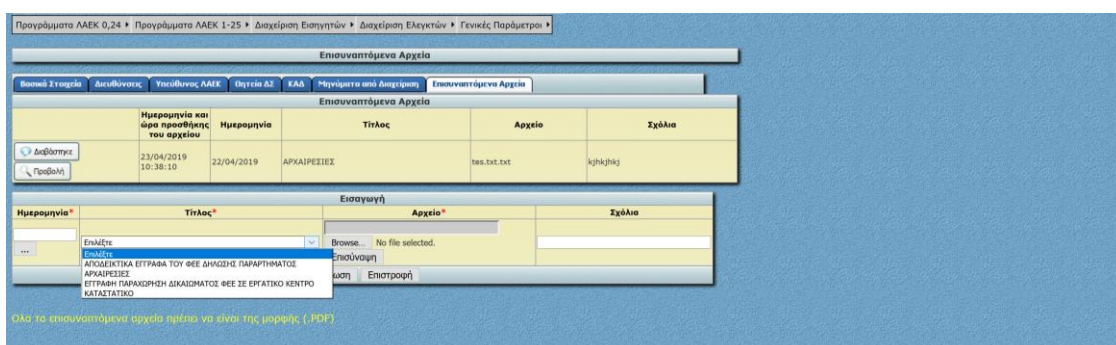 Προγράμματα ΛΑΕΚ 0,24 Προγράμματα ΛΑΕΚ 1-25 Διαχείριση Εισηγητών Διαχείριση Ελεγκτών Γενικές Παράμετροι
Επισυναπτόμενα Αρχεία
Βασικά Στοιχεία Διευθύνσεις Υπεύθυνος ΛΑΕΚ Θητεία ΔΣ ΚΑΔ Μηνύματα από Διαχείριση Επισυναπτόμενα Αρχεία
Επισυναπτόμενα Αρχεία
Ημερομηνία και ώρα προσθήκης του αρχείου Ημερομηνία Τίτλος Αρχείο Σχόλια
Διαβάστηκε
Προβολή
23/04/2019 10:38:10 22/04/2019 ΑΡΧΑΙΡΕΣΙΕΣ tes.txt.txt kjhkjhkj
Εισαγωγή
Ημερομηνία* Τίτλος* Αρχείο* Σχόλια
... Επιλέξτε Browse... No file selected.
Επιλέξτε Επισύναψη
ΑΠΟΔΕΙΚΤΙΚΑ ΕΓΓΡΑΦΑ ΤΟΥ ΦΕΕ ΔΗΛΩΣΗΣ ΠΑΡΑΡΤΗΜΑΤΟΣ
ΑΡΧΑΙΡΕΣΙΕΣ ωση Επιστροφή
ΕΓΓΡΑΦΗ ΠΑΡΑΧΩΡΗΣΗ ΔΙΚΑΙΩΜΑΤΟΣ ΦΕΕ ΣΕ ΕΡΓΑΤΙΚΟ ΚΕΝΤΡΟ
ΚΑΤΑΣΤΑΤΙΚΟ
Ολα τα επισυναπτόμενα αρχεία πρέπει να είναι της μορφής (.PDF)